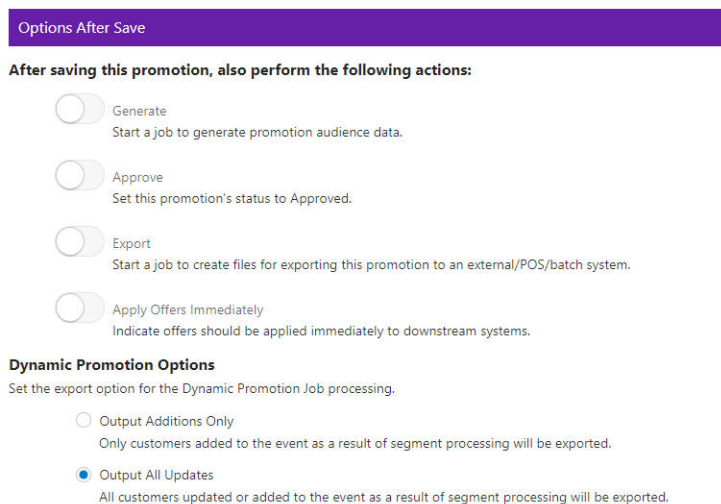 Options After Save
After saving this promotion, also perform the following actions:
Generate
Start a job to generate promotion audience data.
Approve
Set this promotion's status to Approved.
Export
Start a job to create files for exporting this promotion to an external/POS/batch system.
Apply Offers Immediately
Indicate offers should be applied immediately to downstream systems.
Dynamic Promotion Options
Set the export option for the Dynamic Promotion Job processing.
Output Additions Only
Only customers added to the event as a result of segment processing will be exported.
Output All Updates
All customers updated or added to the event as a result of segment processing will be exported.